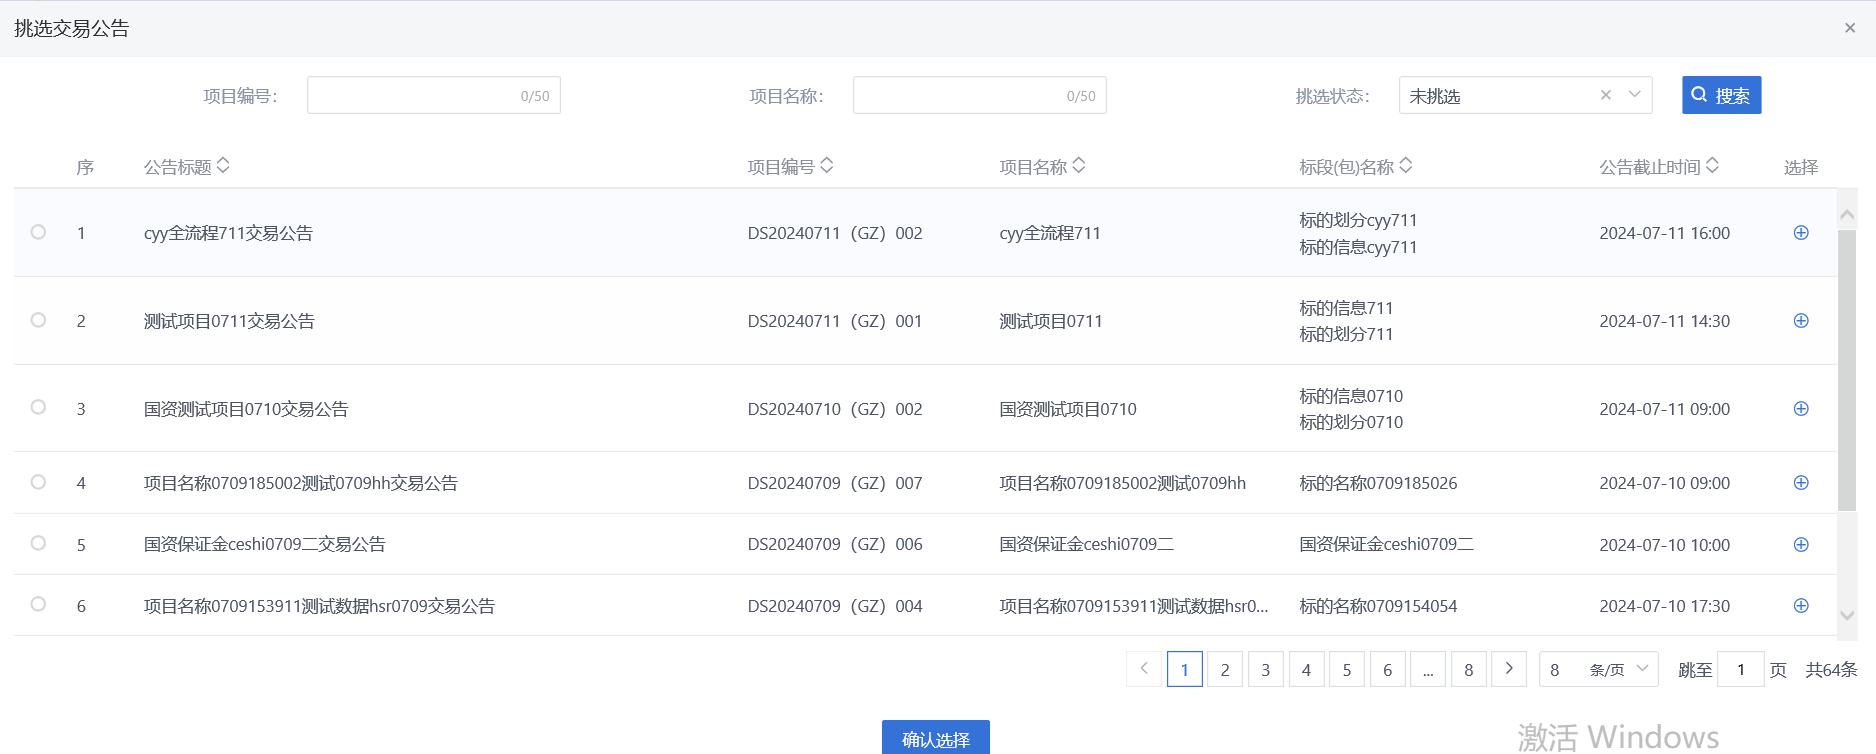 挑选交易公告
项目编号： 0/50 项目名称： 0/50 挑选状态： 未挑选 搜索
序 公告标题 项目编号 项目名称 标段(包)名称 公告截止时间 选择
1 cyy全流程711交易公告 DS20240711（GZ）002 cyy全流程711 标的划分cyy711 2024-07-11 16:00
标的信息cyy711
2 测试项目0711交易公告 DS20240711（GZ）001 测试项目0711 标的信息711 2024-07-11 14:30
标的划分711
3 国资测试项目0710交易公告 DS20240710（GZ）002 国资测试项目0710 标的信息0710 2024-07-11 09:00
标的划分0710
4 项目名称0709185002测试0709hh交易公告 DS20240709（GZ）007 项目名称0709185002测试0709hh 标的名称0709185026 2024-07-10 09:00
5 国资保证金ceshi0709二交易公告 DS20240709（GZ）006 国资保证金ceshi0709二 国资保证金ceshi0709二 2024-07-10 10:00
6 项目名称0709153911测试数据hsr0709交易公告 DS20240709（GZ）004 项目名称0709153911测试数据hsr0... 标的名称0709154054 2024-07-10 17:30
1 2 3 4 5 6 ... 8 8 条/页 跳至 1 页 共64条
确认选择
激活 Windows